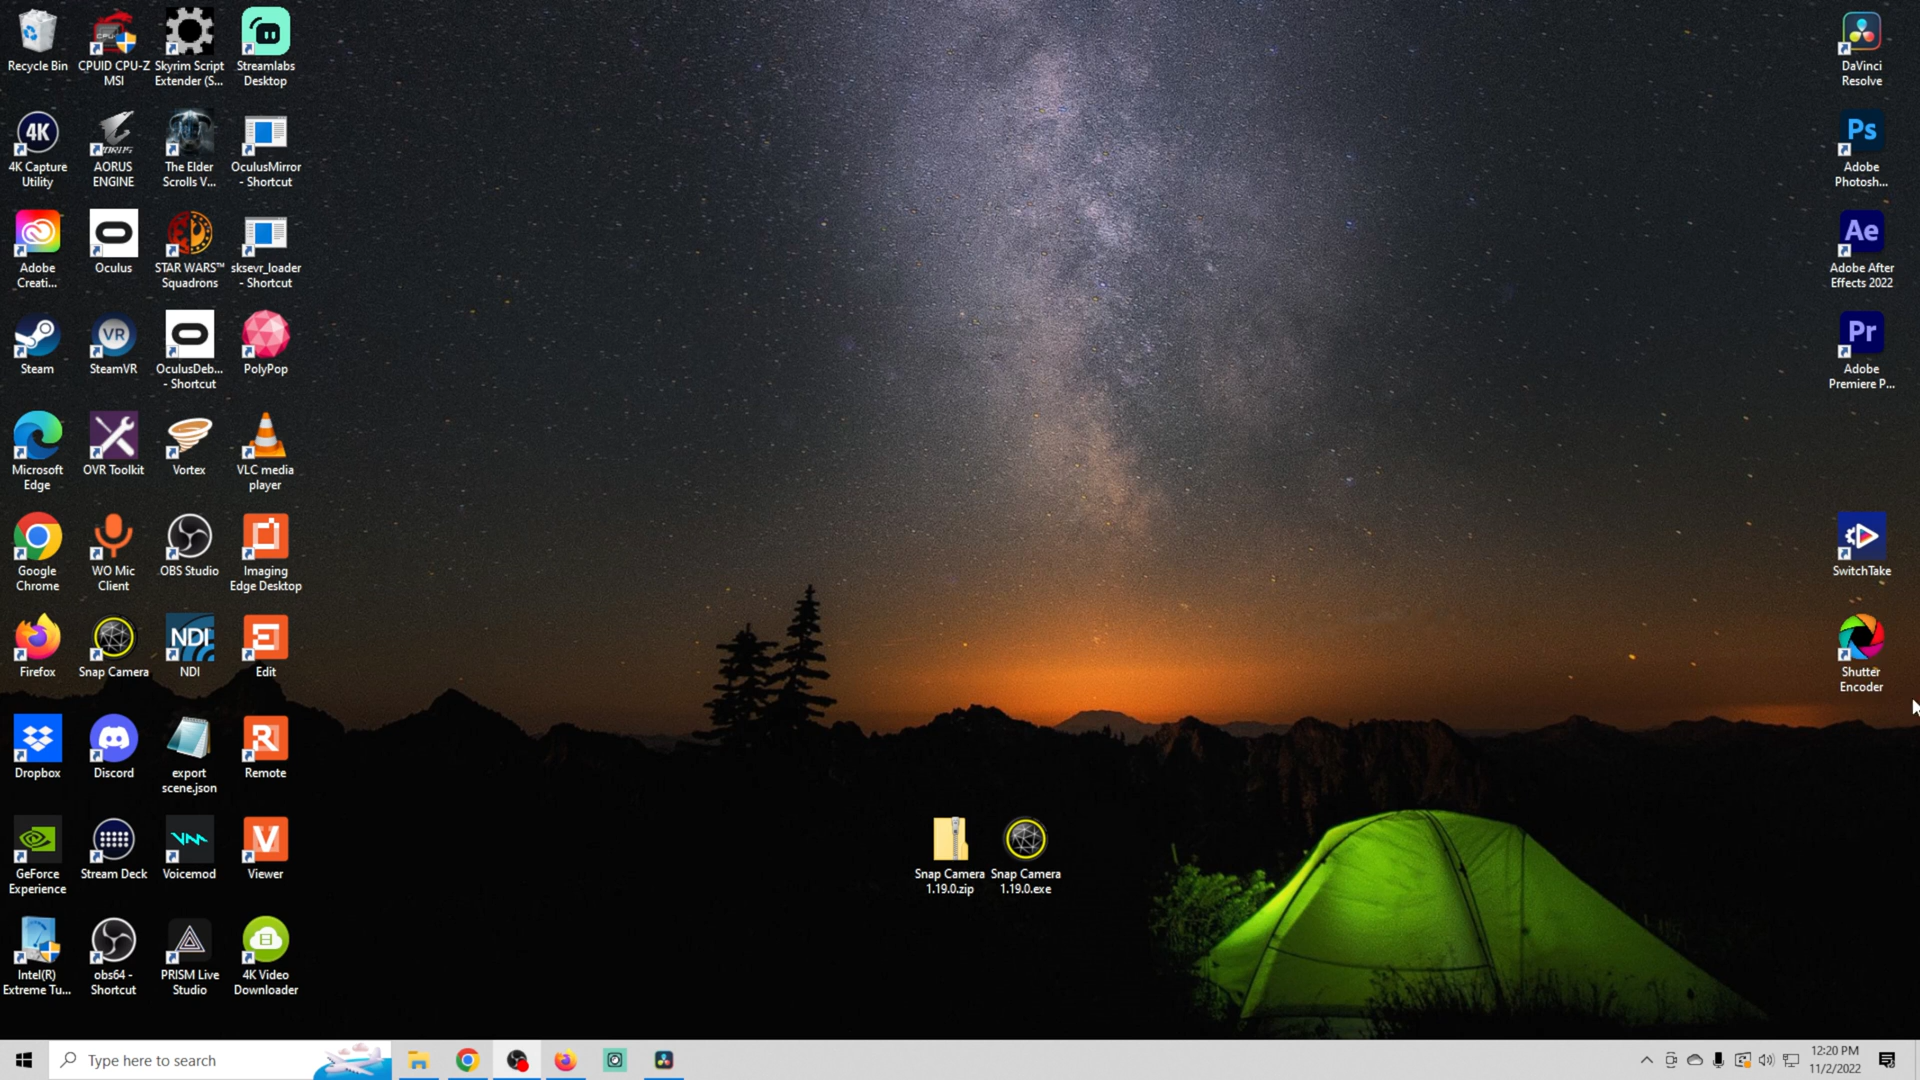 Recycle Bin
CPUID CPU-Z
MSI
Skyrim Script
Extender (S...
Streamlabs
Desktop
4K
4K Capture
Utility
AORUS
ENGINE
The Elder
Scrolls V...
OculusMirror
- Shortcut
Adobe
Creati...
Oculus
STAR WARS™
Squadrons
sksevr_loader
- Shortcut
Steam
VR
SteamVR
OculusDeb...
- Shortcut
PolyPop
Microsoft
Edge
OVR Toolkit
Vortex
VLC media
player
Google
Chrome
WO Mic
Client
OBS Studio
Imaging
Edge Desktop
Firefox
Snap Camera
NDI
NDI
E
Edit
Dropbox
Discord
export
scene.json
R
Remote
GeForce
Experience
Stream Deck
Voicemod
V
Viewer
Intel(R)
Extreme Tu...
obs64 -
Shortcut
PRISM Live
Studio
4K Video
Downloader
Snap Camera
1.19.0.zip
Snap Camera
1.19.0.exe
DaVinci
Resolve
Ps
Adobe
Photosh...
Ae
Adobe After
Effects 2022
Pr
Adobe
Premiere P...
SwitchTake
Shutter
Encoder
Type here to search
12:20 PM
11/2/2022